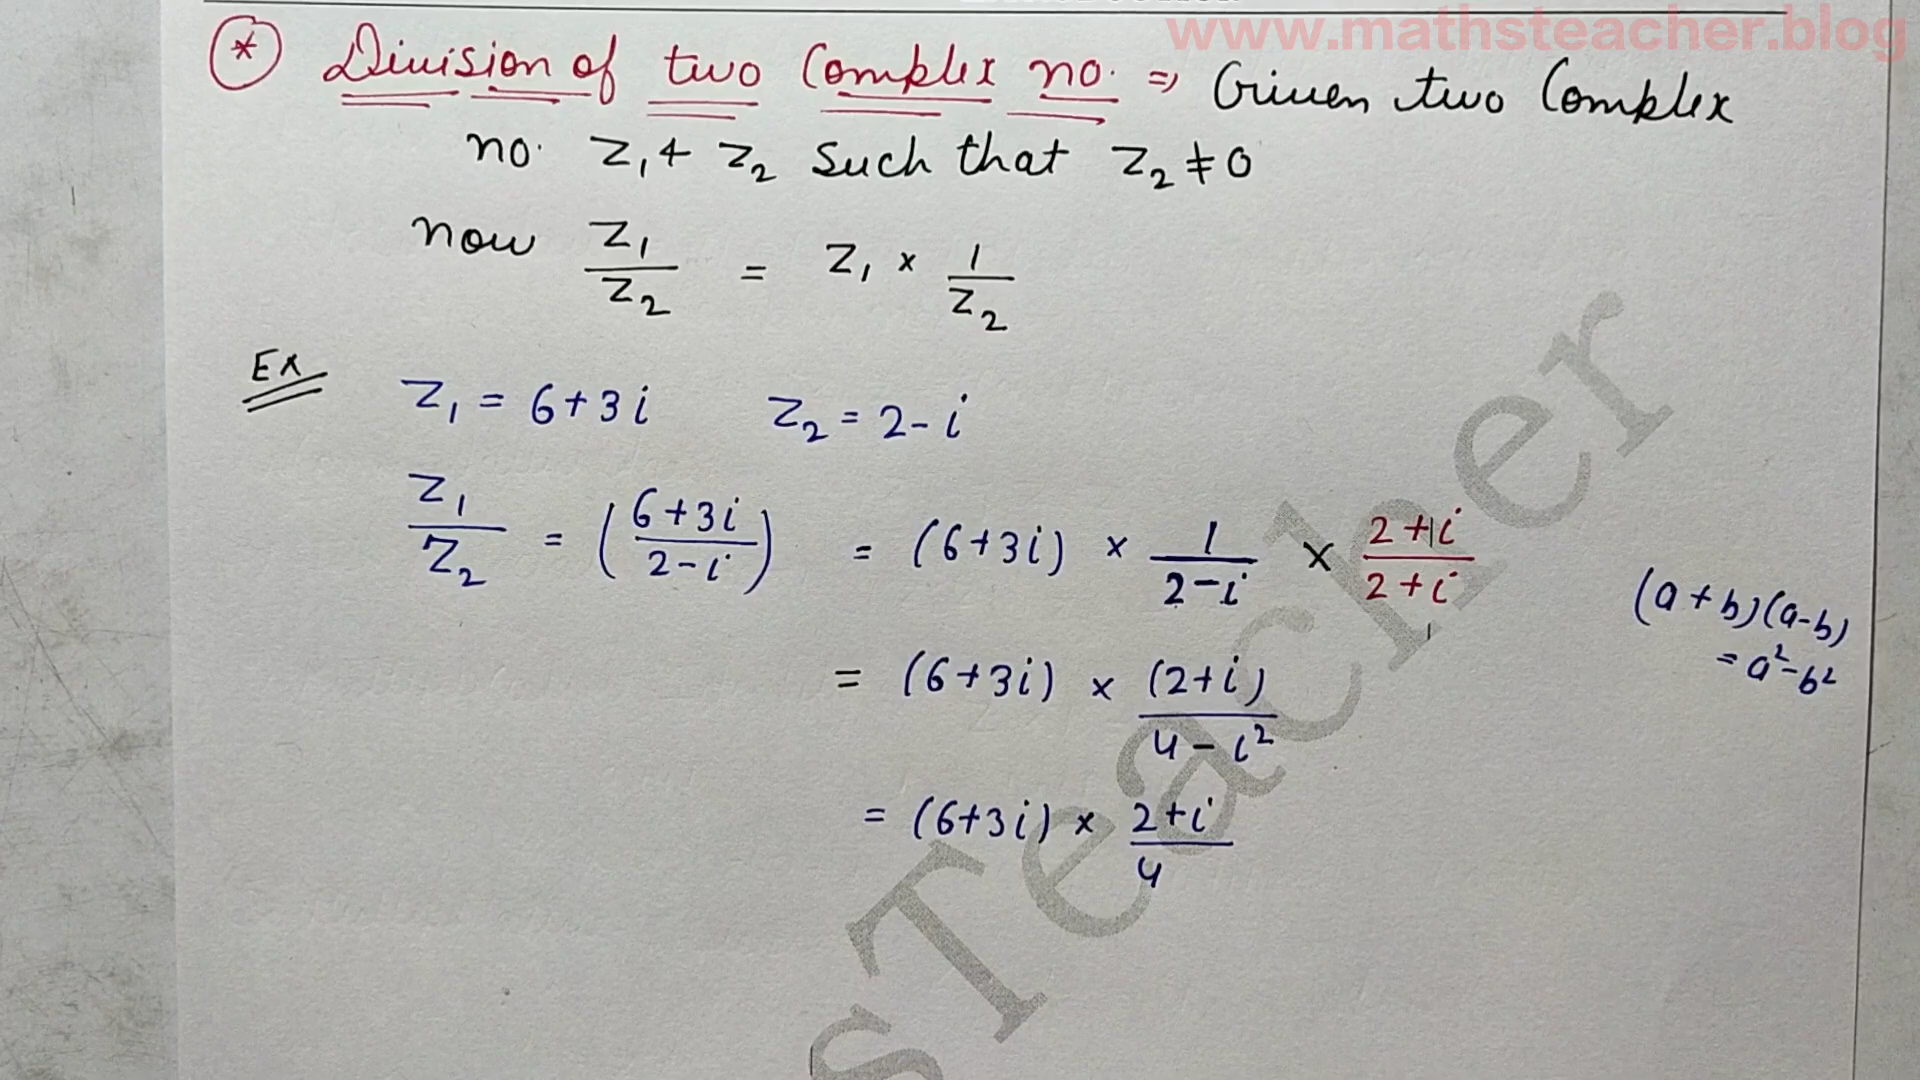 www.mathsteacher.blog
* Division of two Complex no. ⇒ Given two Complex
no. z₁ & z₂ such that z₂ ≠ 0
now z₁/z₂ = z₁ × 1/z₂
Ex z₁ = 6+3i z₂ = 2-i
z₁/z₂ = ((6+3i)/(2-i)) = (6+3i) × 1/(2-i) × (2+i)/(2+i)
(a+b)(a-b)
= a²-b²
= (6+3i) × (2+i)/(4-i²)
= (6+3i) × (2+i)/4
sTeacher